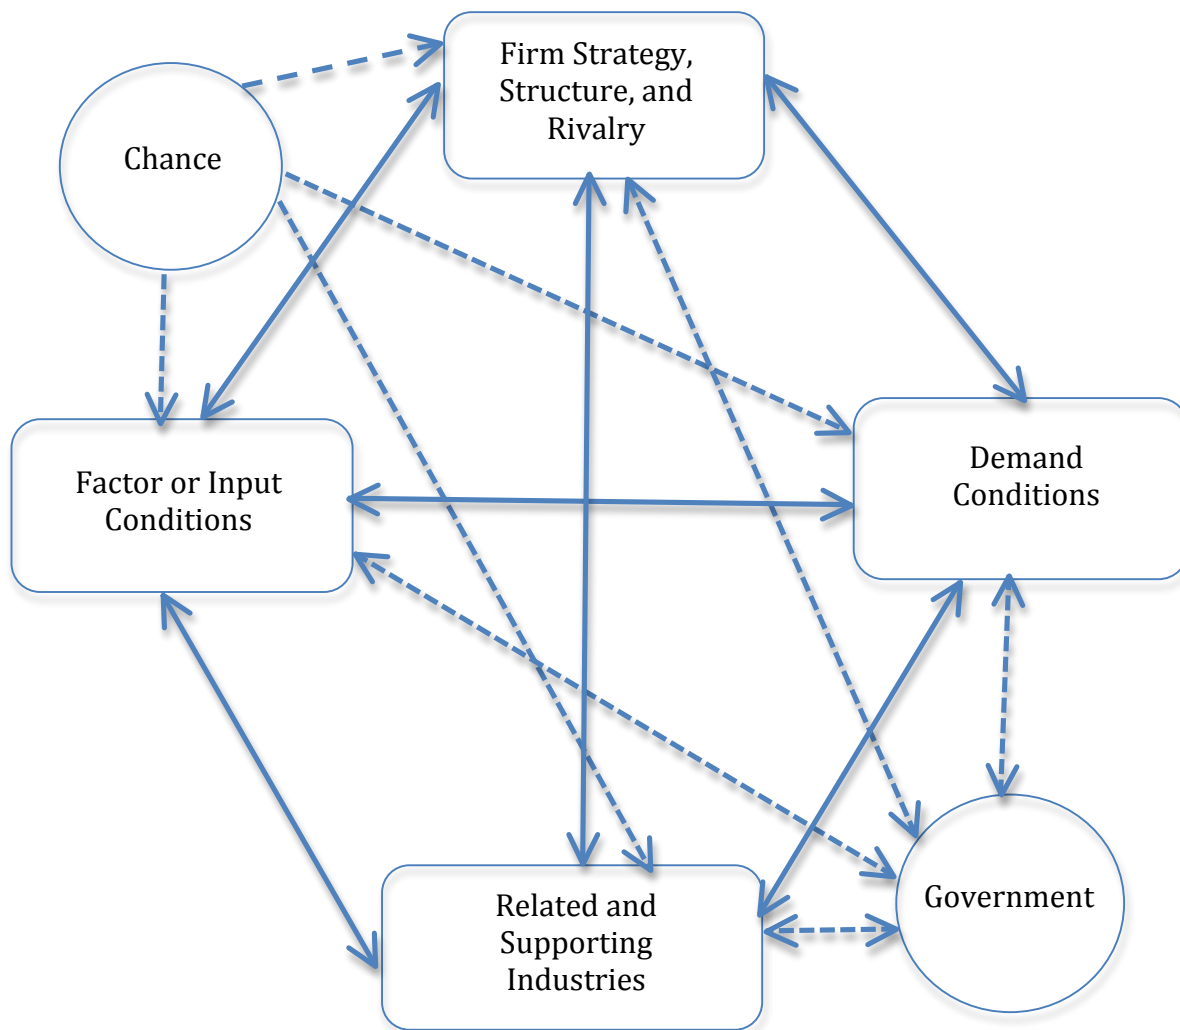 Firm Strategy,
Structure, and
Rivalry
Chance
Factor or Input
Conditions
Demand
Conditions
Related and
Supporting
Industries
Government